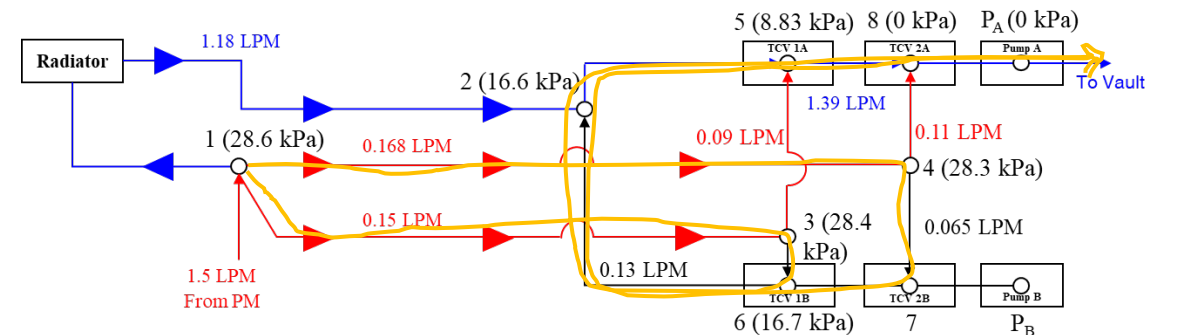 5 (8.83 kPa) 8 (0 kPa) PA (0 kPa)
1.18 LPM
Radiator
TCV 1A TCV 2A Pump A
To Vault
2 (16.6 kPa)
1.39 LPM
1 (28.6 kPa)
0.168 LPM
0.09 LPM
0.11 LPM
4 (28.3 kPa)
0.15 LPM
3 (28.4
kPa)
0.065 LPM
1.5 LPM
From PM
0.13 LPM
TCV 1B TCV 2B Pump B
6 (16.7 kPa) 7 PB